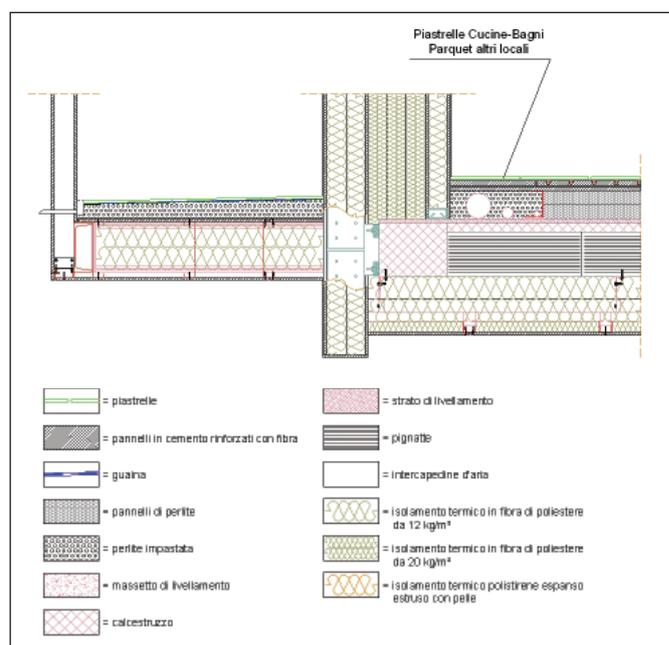 Piastrelle Cucine-Bagni
Parquet altri locali
= piastrelle
= pannelli in cemento rinforzati con fibra
= guaina
= pannelli di perlite
= perlite impastata
= massetto di livellamento
= calcestruzzo
= strato di livellamento
= pignatte
= intercapedine d'aria
= isolamento termico in fibra di poliestere
da 12 kg/m³
= isolamento termico in fibra di poliestere
da 20 kg/m³
= isolamento termico polistirene espanso
estruso con pelle